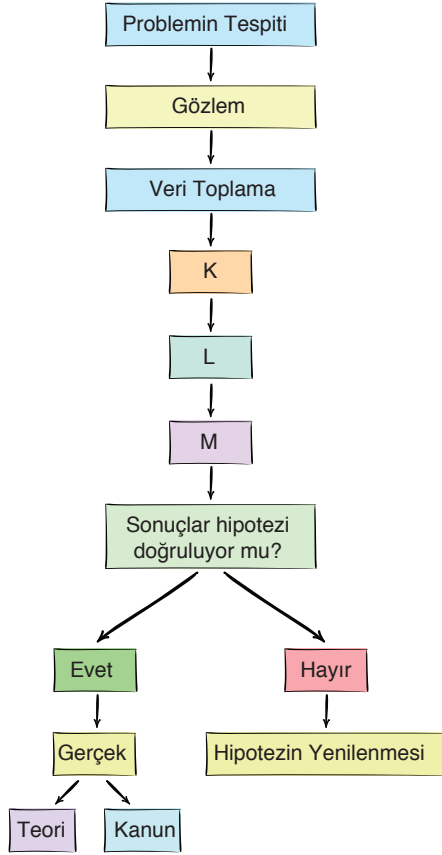 Problemin Tespiti
Gözlem
Veri Toplama
K
L
M
Sonuçlar hipotezi
doğruluyor mu?
Evet
Hayır
Gerçek
Hipotezin Yenilenmesi
Teori
Kanun